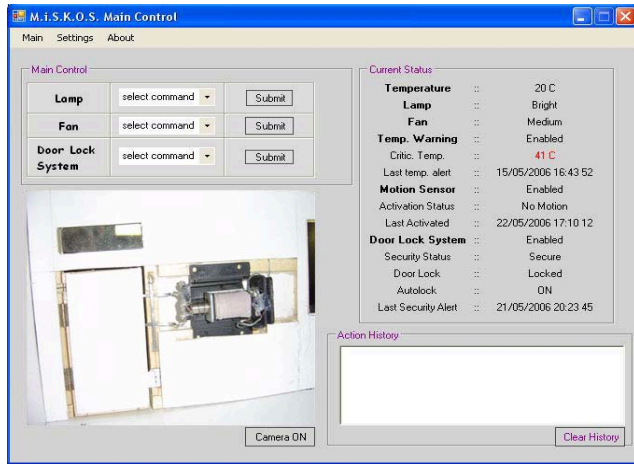 M.i.S.K.O.S. Main Control
Main Settings About
Main Control
Lamp select command Submit
Fan select command Submit
Door Lock System select command Submit
Camera ON
Current Status
Temperature :: 20 C
Lamp :: Bright
Fan :: Medium
Temp. Warning :: Enabled
Critic. Temp. :: 41 C
Last temp. alert :: 15/05/2006 16:43 52
Motion Sensor :: Enabled
Activation Status :: No Motion
Last Activated :: 22/05/2006 17:10 12
Door Lock System :: Enabled
Security Status :: Secure
Door Lock :: Locked
Autolock :: ON
Last Security Alert :: 21/05/2006 20:23 45
Action History
Clear History